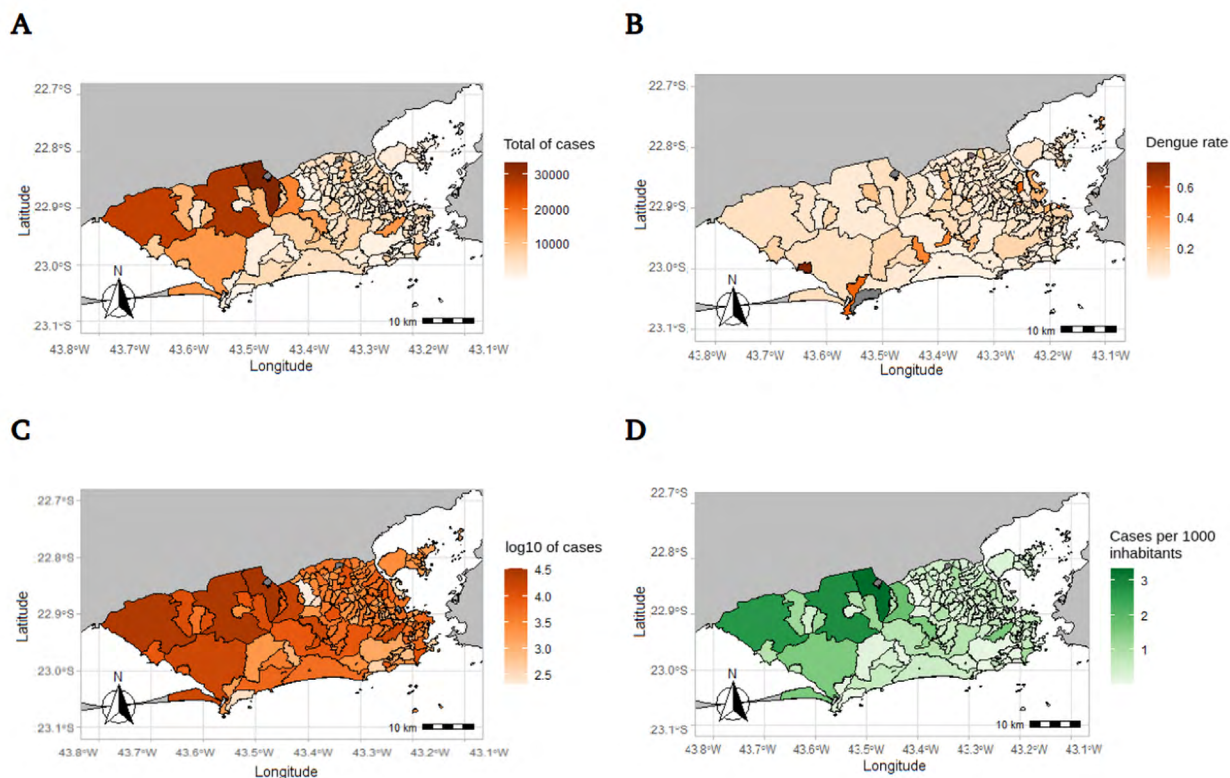 A
B
22.7°S
22.8°S
22.9°S
23.0°S
23.1°S
Latitude
N
10 km
43.8°W 43.7°W 43.6°W 43.5°W 43.4°W 43.3°W 43.2°W 43.1°W
Longitude
Total of cases
30000
20000
10000
22.7°S
22.8°S
22.9°S
23.0°S
23.1°S
Latitude
N
10 km
43.8°W 43.7°W 43.6°W 43.5°W 43.4°W 43.3°W 43.2°W 43.1°W
Longitude
Dengue rate
0.6
0.4
0.2
C
D
22.7°S
22.8°S
22.9°S
23.0°S
23.1°S
Latitude
N
10 km
43.8°W 43.7°W 43.6°W 43.5°W 43.4°W 43.3°W 43.2°W 43.1°W
Longitude
log10 of cases
4.5
4.0
3.5
3.0
2.5
22.7°S
22.8°S
22.9°S
23.0°S
23.1°S
Latitude
N
10 km
43.8°W 43.7°W 43.6°W 43.5°W 43.4°W 43.3°W 43.2°W 43.1°W
Longitude
Cases per 1000
inhabitants
3
2
1